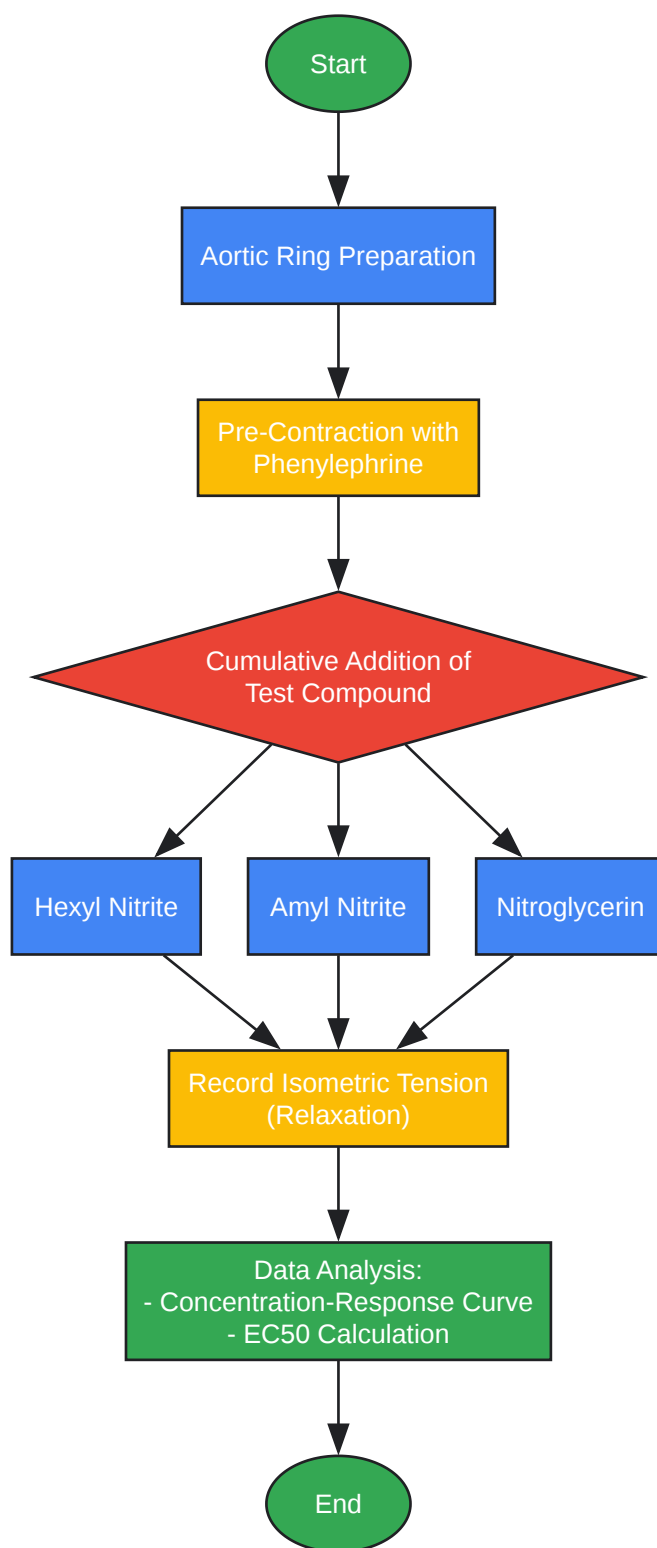 Start
Aortic Ring Preparation
Pre-Contraction with
Phenylephrine
Cumulative Addition of
Test Compound
Hexyl Nitrite
Amyl Nitrite
Nitroglycerin
Record Isometric Tension
(Relaxation)
Data Analysis:
- Concentration-Response Curve
- EC50 Calculation
End